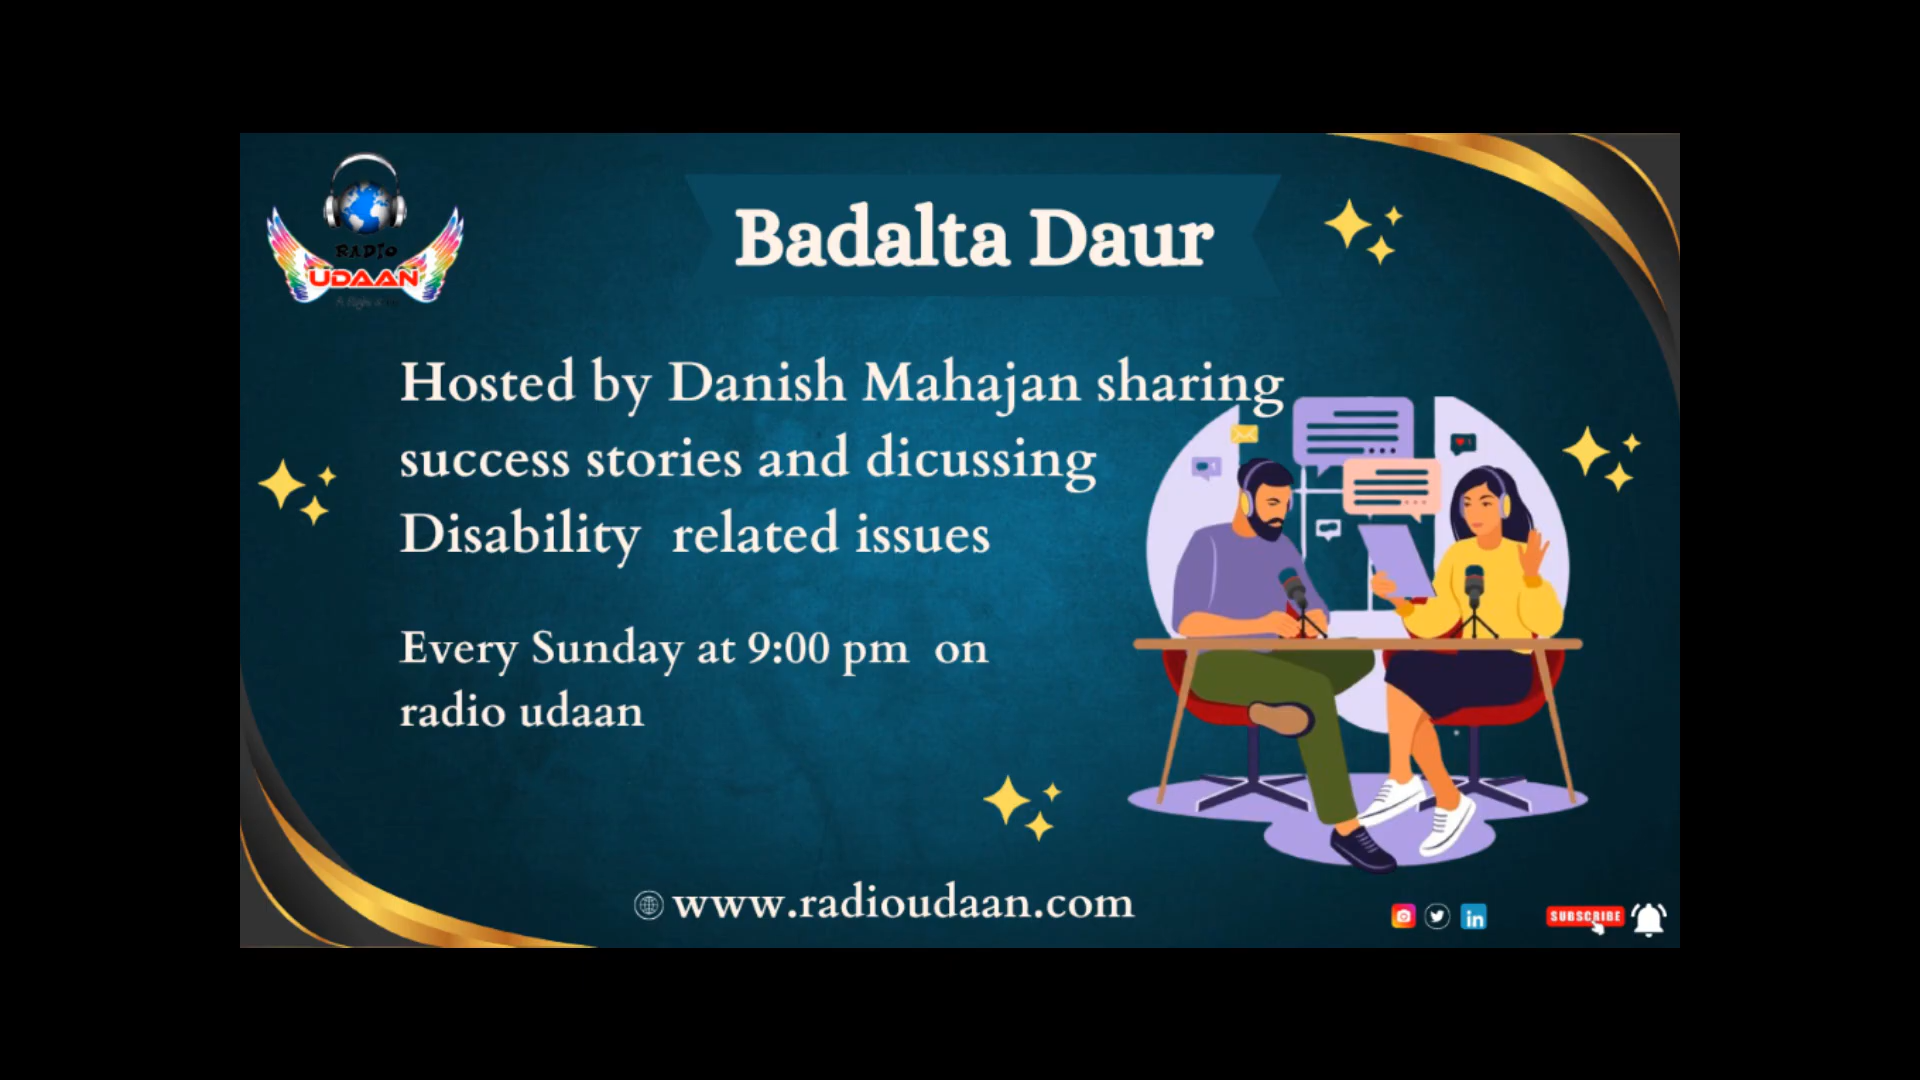 RADIO
UDAAN
Badalta Daur
Hosted by Danish Mahajan sharing
success stories and dicussing
Disability related issues
Every Sunday at 9:00 pm on
radio udaan
www.radioudaan.com
SUBSCRIBE